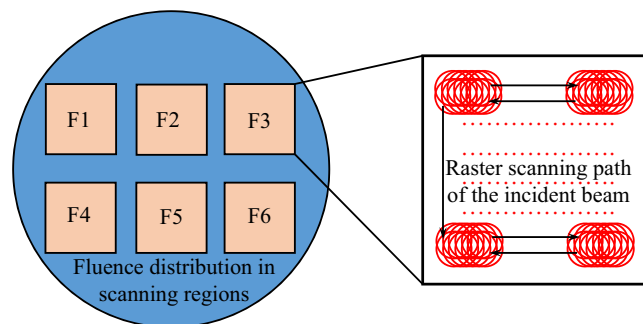 F1
F2
F3
F4
F5
F6
Fluence distribution in
scanning regions
Raster scanning path
of the incident beam